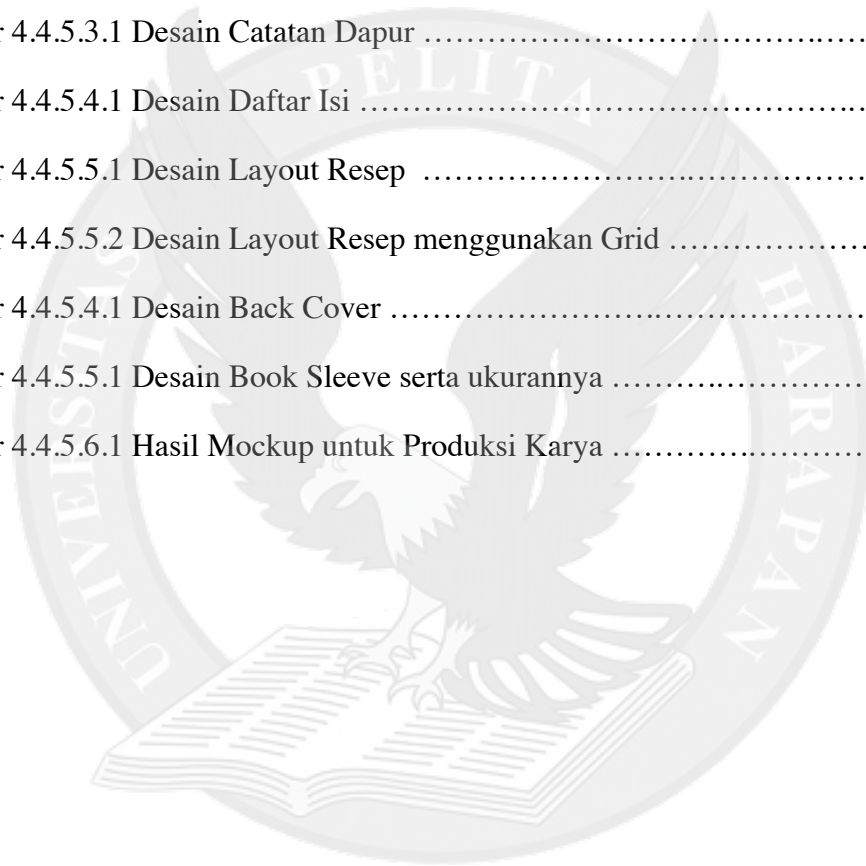 r 4.4.5.3.1 Desain Catatan Dapur ……………………………………
r 4.4.5.4.1 Desain Daftar Isi ……………………………………………
r 4.4.5.5.1 Desain Layout Resep ……………………………………
r 4.4.5.5.2 Desain Layout Resep menggunakan Grid …………………
r 4.4.5.4.1 Desain Back Cover ………………………………………
r 4.4.5.5.1 Desain Book Sleeve serta ukurannya ……………………
r 4.4.5.6.1 Hasil Mockup untuk Produksi Karya ……………………
UNIVERSITAS PELITA HARAPAN